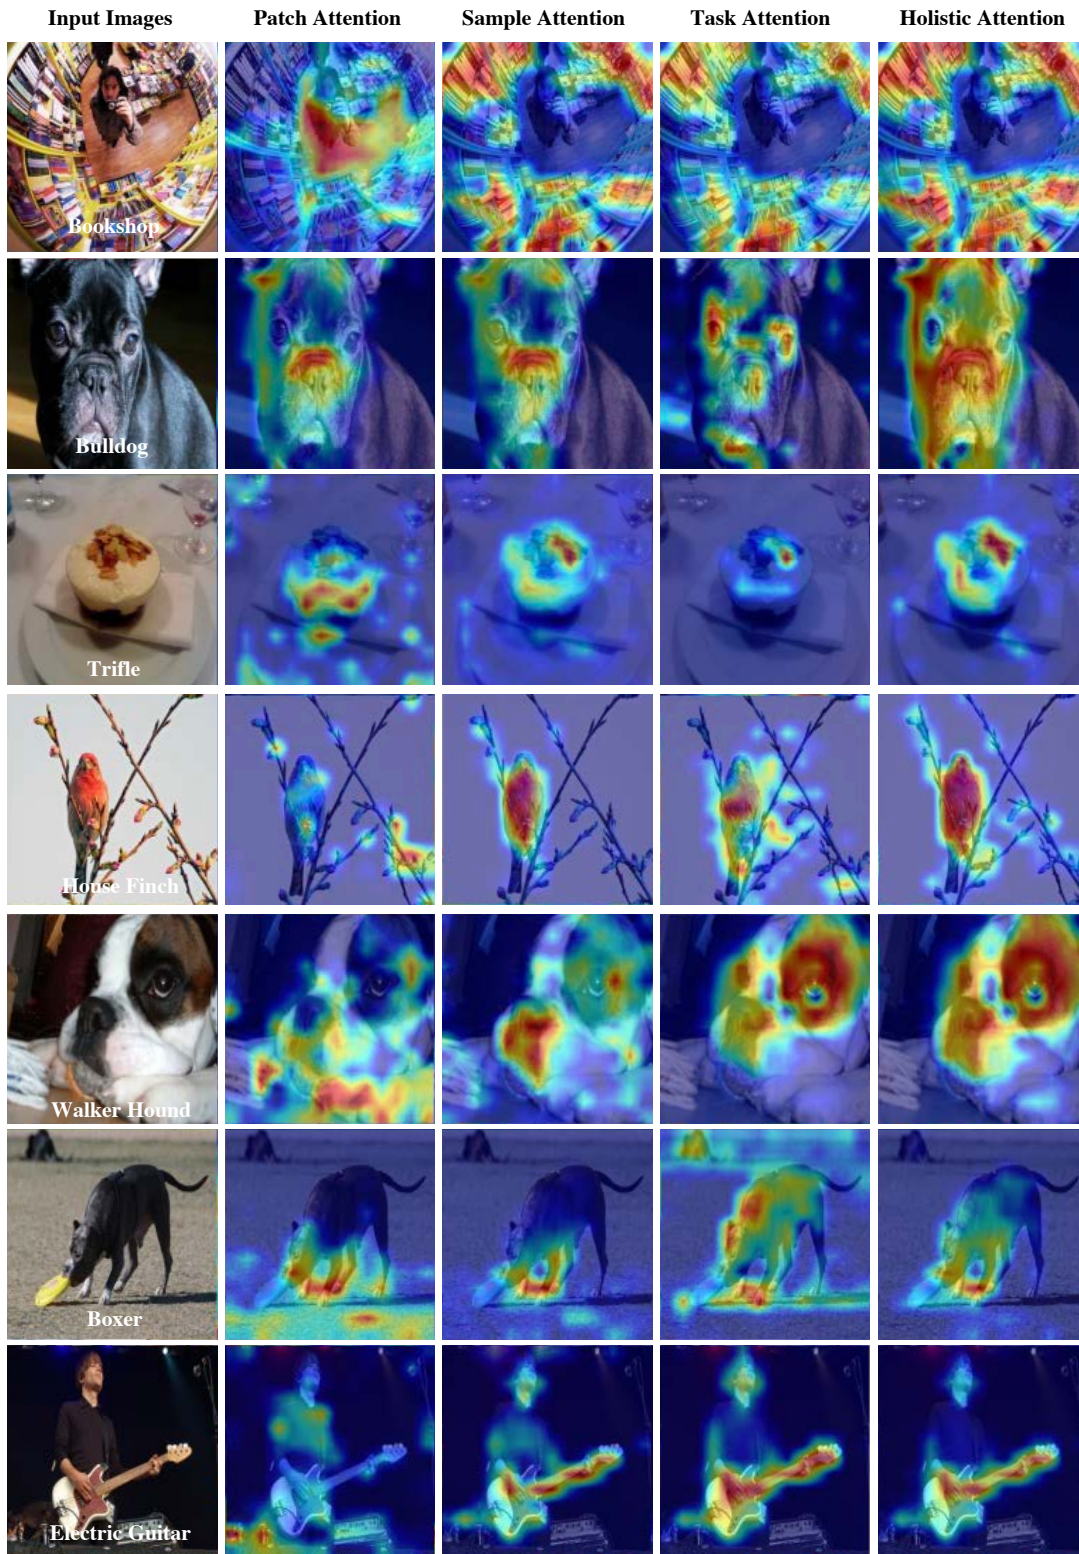 Input Images Patch Attention Sample Attention Task Attention Holistic Attention
Bookshop
Bulldog
Trifle
House Finch
Walker Hound
Boxer
Electric Guitar